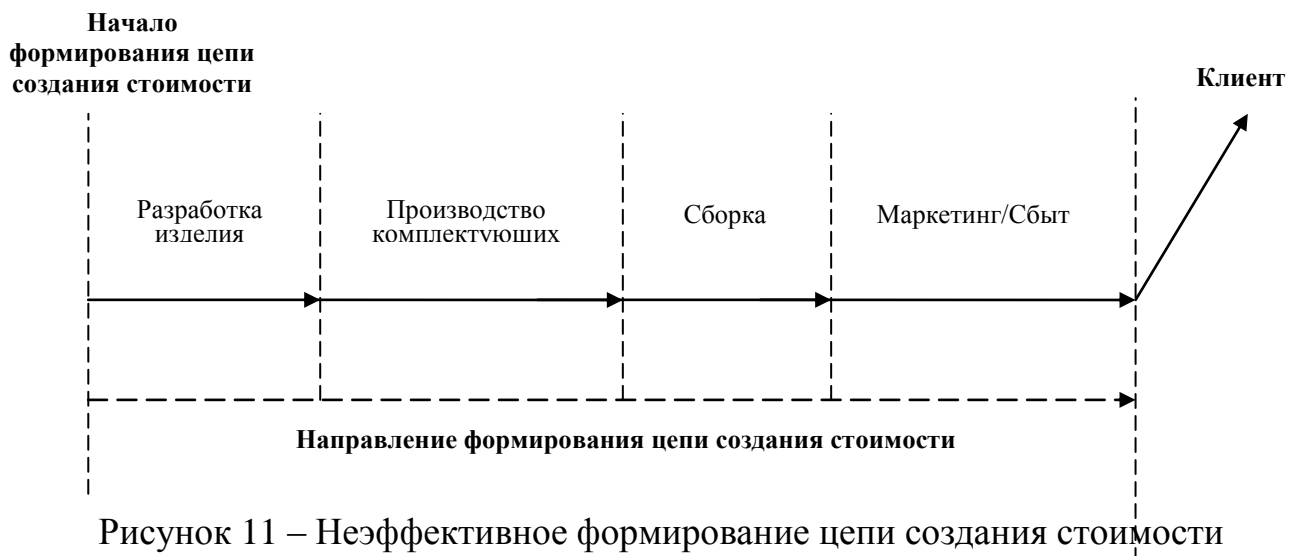 Начало
формирования цепи
создания стоимости
Клиент
Разработка
изделия
Производство
комплектующих
Сборка
Маркетинг/Сбыт
Направление формирования цепи создания стоимости
Рисунок 11 – Неэффективное формирование цепи создания стоимости